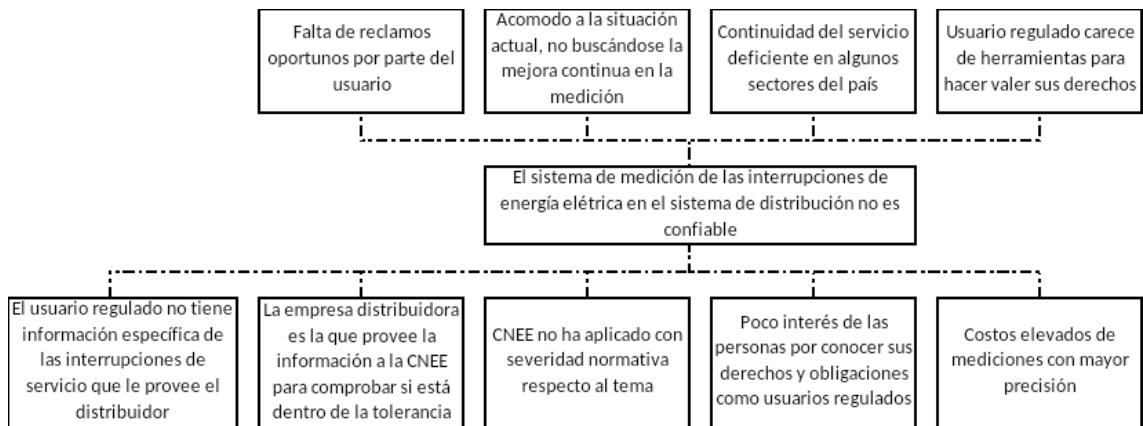 Falta de reclamos
oportunos por parte del
usuario
Acomodo a la situación
actual, no buscándose la
mejora continua en la
medición
Continuidad del servicio
deficiente en algunos
sectores del país
Usuario regulado carece
de herramientas para
hacer valer sus derechos
El sistema de medición de las interrupciones de
energía elétrica en el sistema de distribución no es
confiable
El usuario regulado no tiene
información específica de
las interrupciones de
servicio que le provee el
distribuidor
La empresa distribuidora
es la que provee la
información a la CNEE
para comprobar si está
dentro de la tolerancia
CNEE no ha aplicado con
severidad normativa
respecto al tema
Poco interés de las
personas por conocer sus
derechos y obligaciones
como usuarios regulados
Costos elevados de
mediciones con mayor
precisión